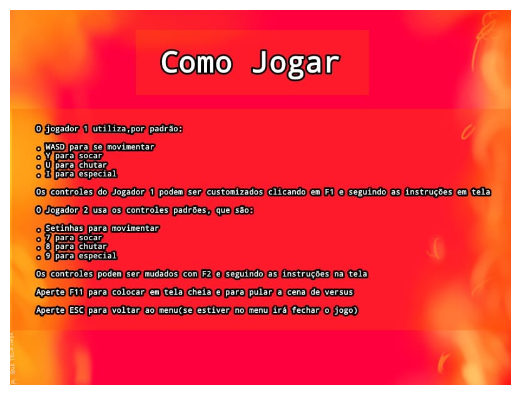 Como Jogar
O jogador 1 utiliza,por padrão:
. WASD para se movimentar
. Y para socar
. U para chutar
. I para especial
Os controles do Jogador 1 podem ser customizados clicando em F1 e seguindo as instruções em tela
O Jogador 2 usa os controles padrões, que são:
. Setinhas para movimentar
. 7 para socar
. 8 para chutar
. 9 para especial
Os controles podem ser mudados com F2 e seguindo as instruções na tela
Aperte F11 para colocar em tela cheia e para pular a cena de versus
Aperte ESC para voltar ao menu(se estiver no menu irá fechar o jogo)